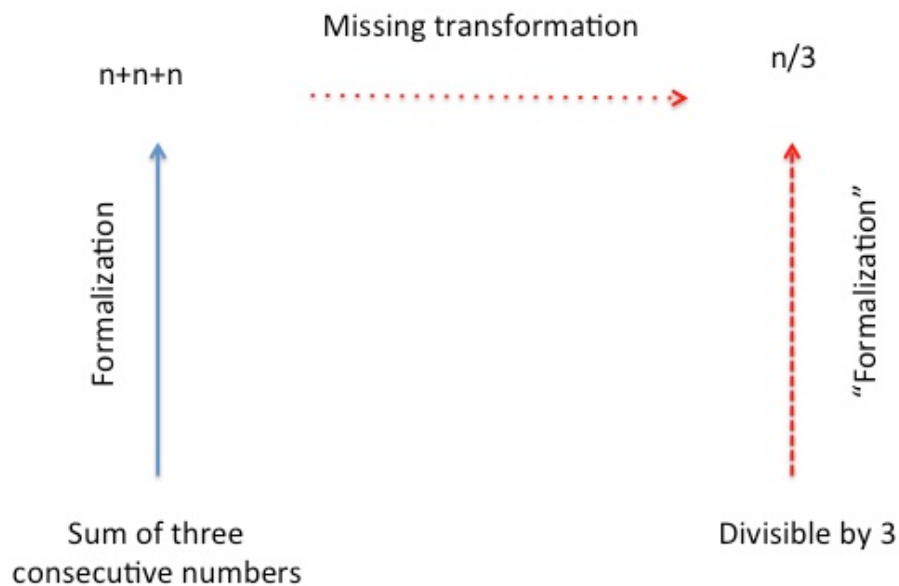 Missing transformation
n+n+n
n/3
Formalization
“Formalization”
Sum of three
consecutive numbers
Divisible by 3